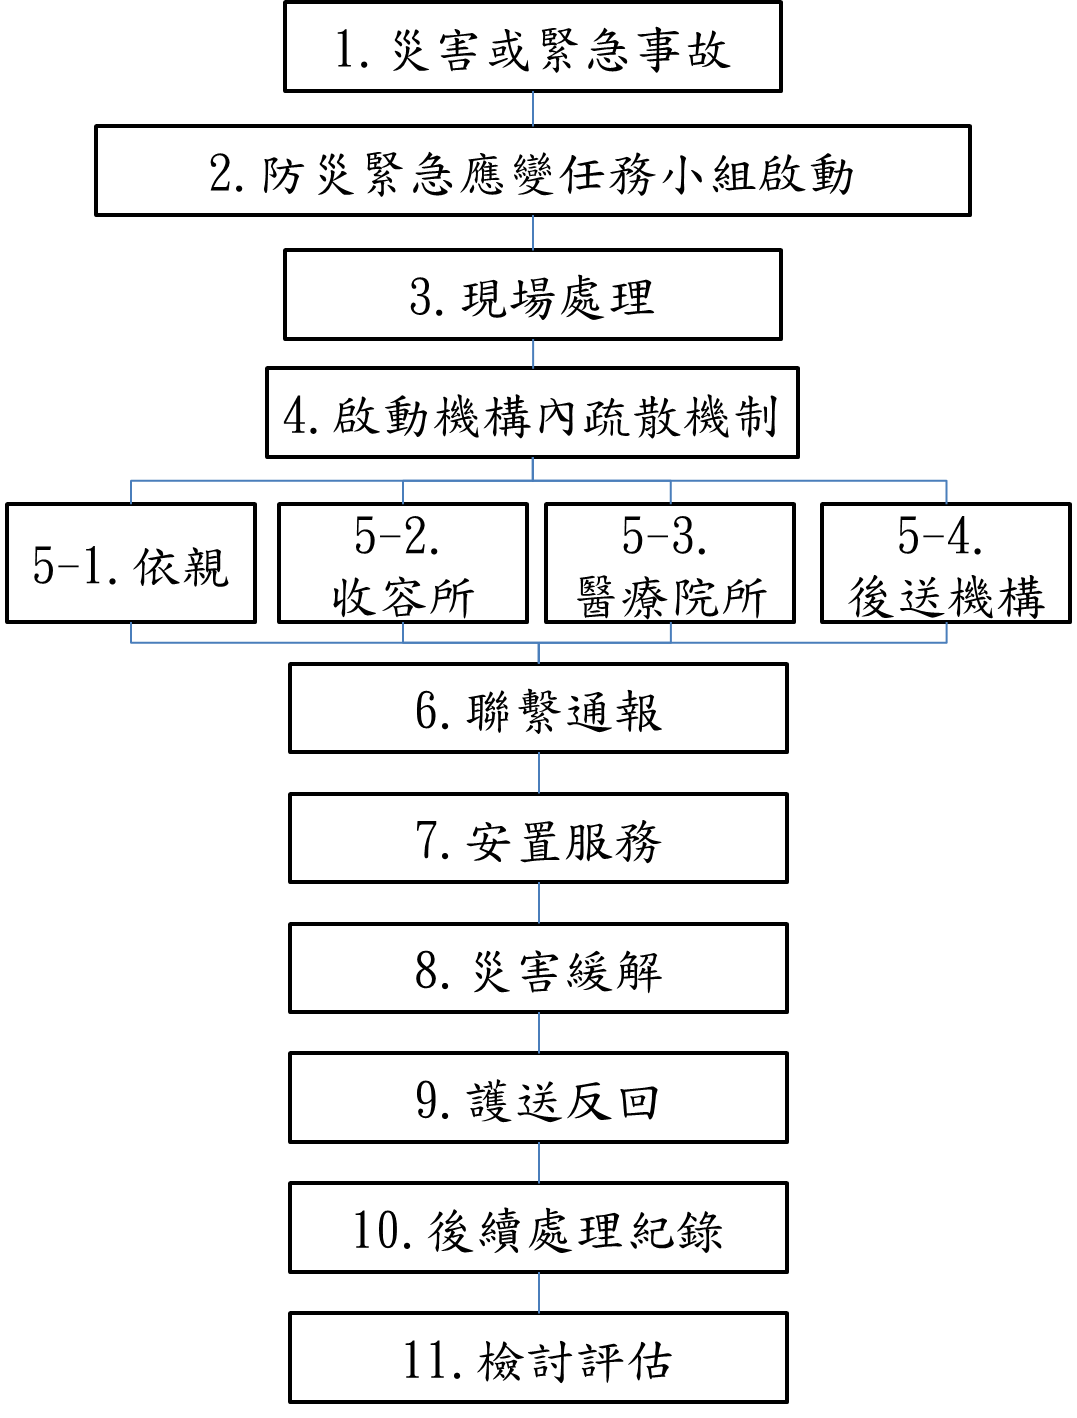 1.災害或緊急事故
2.防災緊急應變任務小組啟動
3.現場處理
4.啟動機構內疏散機制
5-1.依親
5-2.
收容所
5-3.
醫療院所
5-4.
後送機構
6.聯繫通報
7.安置服務
8.災害緩解
9.護送反回
10.後續處理紀錄
11.檢討評估